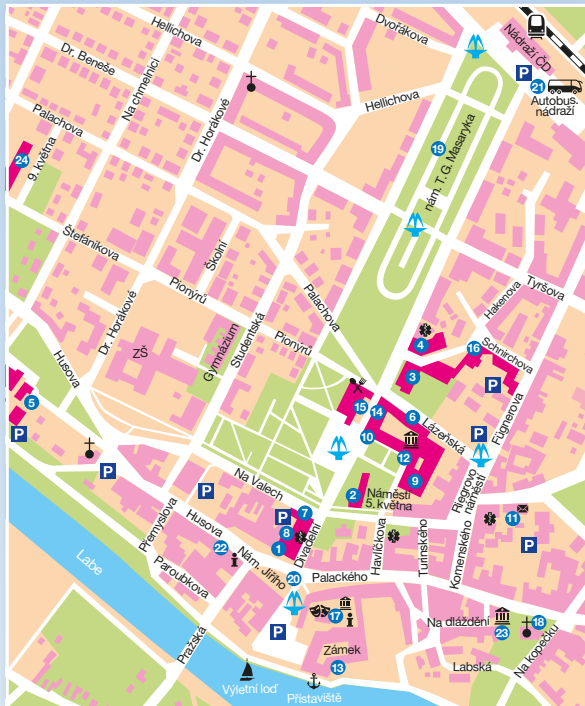 Hellichova
Dvořákova
Nádraží ČD
Dr. Beneše
Na chmelnici
P
21
Autobus.
nádraží
Palachova
Dr. Horákové
Hellichova
19
nám. T. G. Masaryka
24
9. května
Štefánikova
Školní
Pionýrů
Palachova
Hakenova
Tyršova
Dr. Horákové
ZŠ
Gymnázium
Studentská
Pionýrů
4
16
Schnirchova
3
P
Husova
5
15
14
6
Lázeňská
Fügnerova
P
P
10
12
9
Na Valech
P
P
2
Náměstí
5. května
Riegrovo
náměstí
7
P
8
1
Divadelní
Havlíčkova
Tuřinského
Komenského
11
P
Přemyslova
Husova
22
Nám. Jiřího
20
Palackého
Labe
Paroubkova
17
Na dláždění
23
18
Na kopečku
P
Pražská
Zámek
13
Labská
Výletní loď
Přístaviště